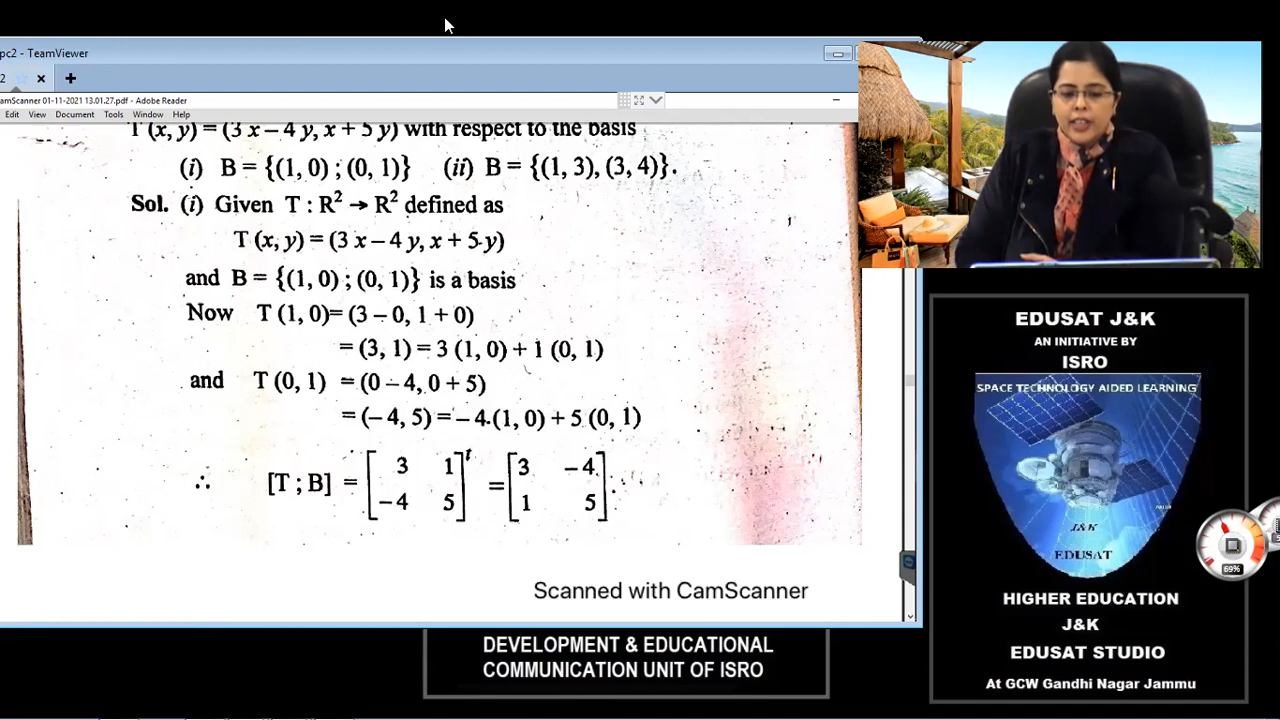 pc2 - TeamViewer
2
amScanner 01-11-2021 13.01.27.pdf - Adobe Reader
Edit View Document Tools Window Help
T (x, y) = (3 x – 4 y, x + 5 y) with respect to the basis
(i) B = {(1, 0) ; (0, 1)} (ii) B = {(1, 3), (3, 4)}.
Sol. (i) Given T : R² → R² defined as
T (x, y) = (3 x – 4 y, x + 5 y)
and B = {(1, 0) ; (0, 1)} is a basis
Now T (1, 0) = (3 – 0, 1 + 0)
= (3, 1) = 3 (1, 0) + 1 (0, 1)
and T (0, 1) = (0 – 4, 0 + 5)
= (– 4, 5) = – 4 (1, 0) + 5 (0, 1)
∴ [T ; B] = [3 1; – 4 5]ᵗ = [3 – 4; 1 5].
Scanned with CamScanner
DEVELOPMENT & EDUCATIONAL
COMMUNICATION UNIT OF ISRO
EDUSAT J&K
AN INITIATIVE BY
ISRO
SPACE TECHNOLOGY AIDED LEARNING
J&K
EDUSAT
HIGHER EDUCATION
J&K
EDUSAT STUDIO
At GCW Gandhi Nagar Jammu
69%